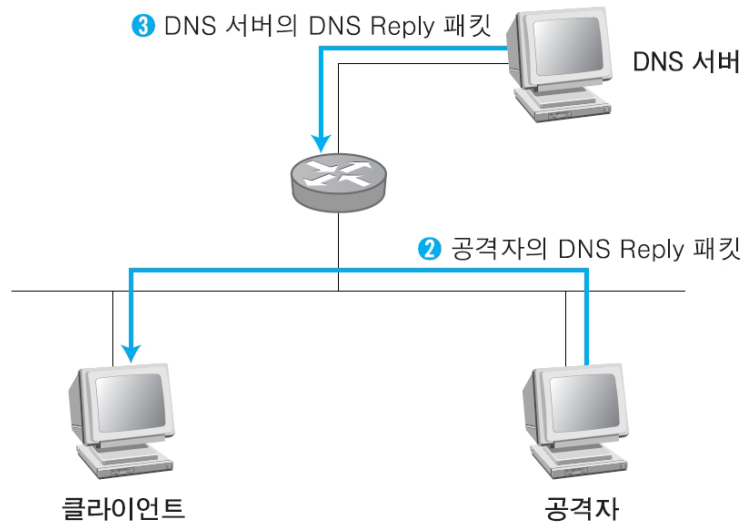 ❸ DNS 서버의 DNS Reply 패킷
DNS 서버
❷ 공격자의 DNS Reply 패킷
클라이언트
공격자